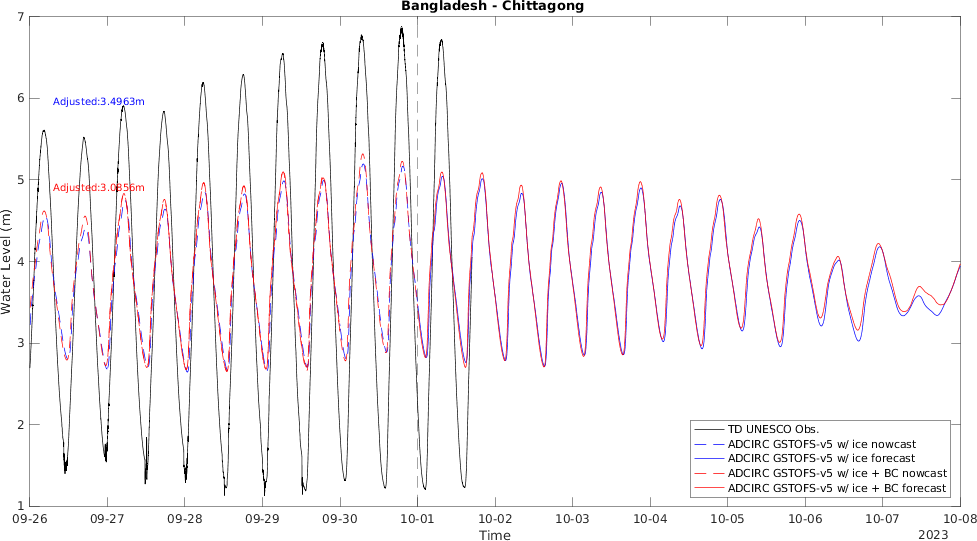 Bangladesh - Chittagong
7
6
5
4
3
2
1
Water Level (m)
Adjusted:3.4963m
Adjusted:3.0356m
TD UNESCO Obs.
ADCIRC GSTOFS-v5 w/ ice nowcast
ADCIRC GSTOFS-v5 w/ ice forecast
ADCIRC GSTOFS-v5 w/ ice + BC nowcast
ADCIRC GSTOFS-v5 w/ ice + BC forecast
09-26 09-27 09-28 09-29 09-30 10-01 10-02 10-03 10-04 10-05 10-06 10-07 10-08
Time
2023